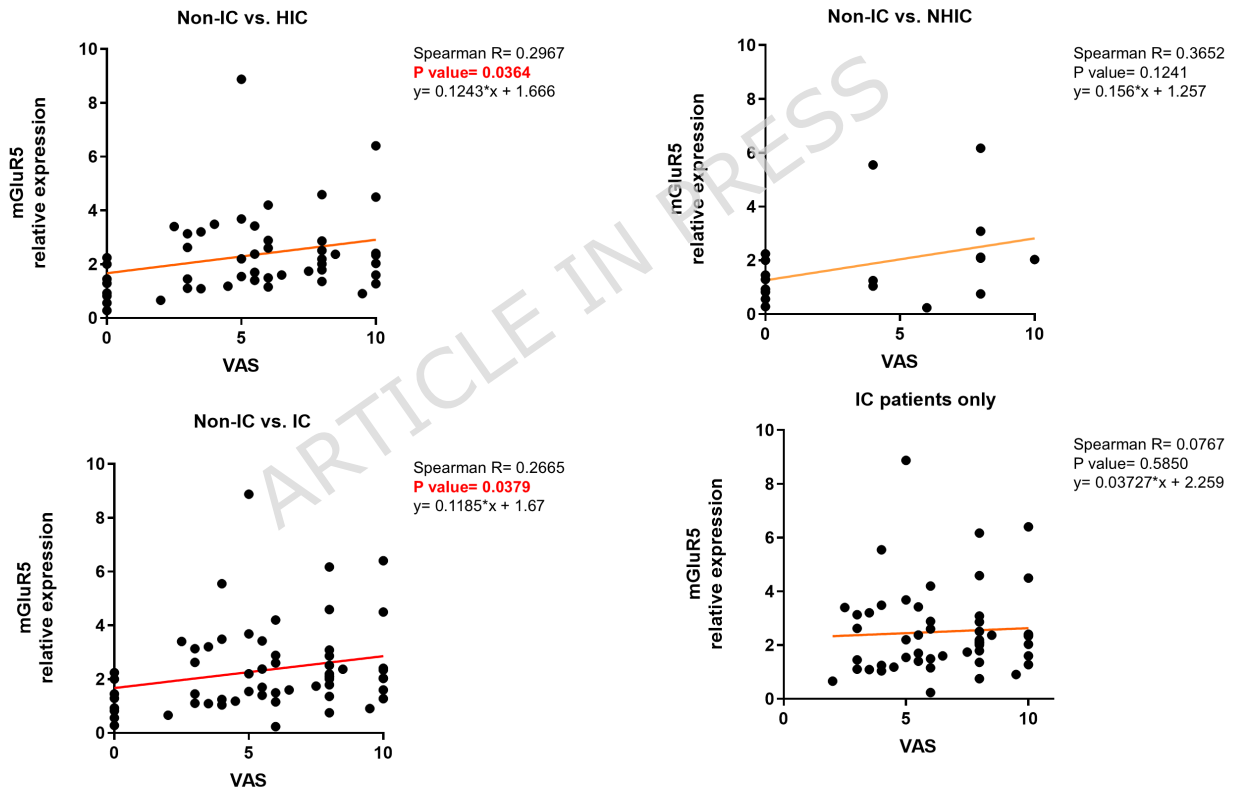 Non-IC vs. HIC
Spearman R= 0.2967
P value= 0.0364
y= 0.1243*x + 1.666
mGluR5
relative expression
10
8
6
4
2
0
0 5 10
VAS
Non-IC vs. NHIC
Spearman R= 0.3652
P value= 0.1241
y= 0.156*x + 1.257
mGluR5
relative expression
10
8
6
4
2
0
0 5 10
VAS
ARTICLE IN PRESS
Non-IC vs. IC
Spearman R= 0.2665
P value= 0.0379
y= 0.1185*x + 1.67
mGluR5
relative expression
10
8
6
4
2
0
0 5 10
VAS
IC patients only
Spearman R= 0.0767
P value= 0.5850
y= 0.03727*x + 2.259
mGluR5
relative expression
10
8
6
4
2
0
0 5 10
VAS